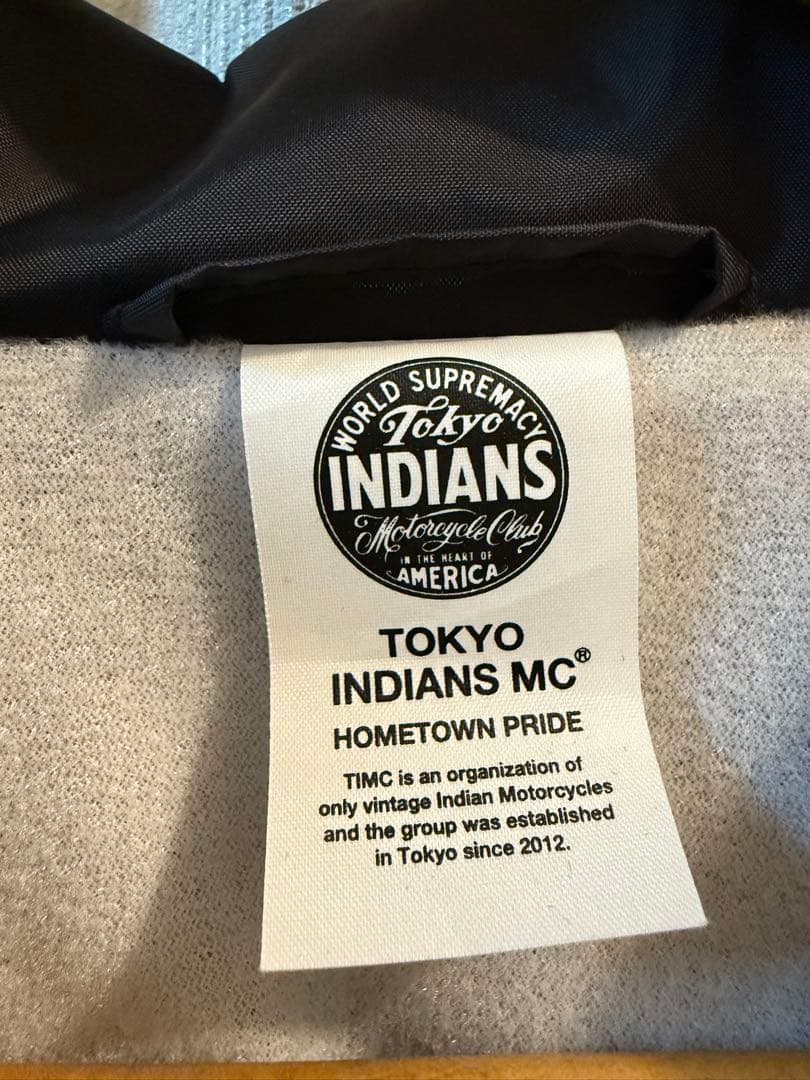 WORLD SUPREMACY
Tokyo
INDIANS
Motorcycle Club
IN THE HEART OF
AMERICA
TOKYO
INDIANS MC®
HOMETOWN PRIDE
TIMC is an organization of
only vintage Indian Motorcycles
and the group was established
in Tokyo since 2012.